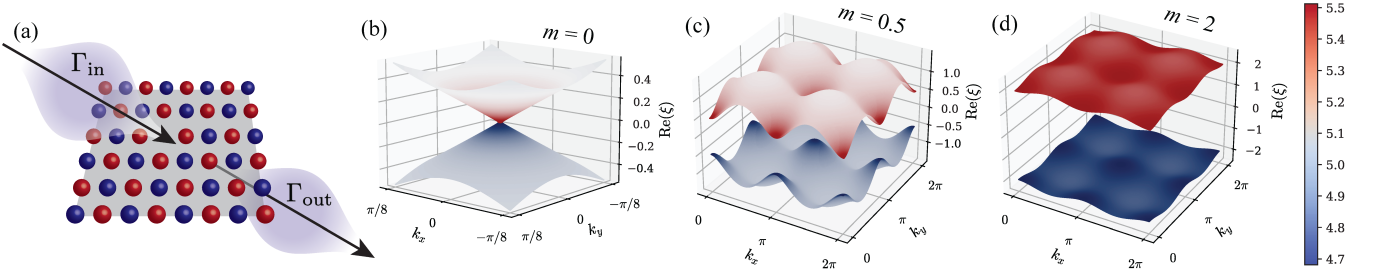 (a)
Γin
Γout
(b)
m = 0
0.4
0.2
0.0
−0.2
−0.4
Re(ξ)
π/8
0
−π/8
kx
π/8
0
−π/8
ky
(c)
m = 0.5
1.0
0.5
0.0
−0.5
−1.0
Re(ξ)
0
π
2π
kx
0
π
2π
ky
(d)
m = 2
2
1
0
−1
−2
Re(ξ)
0
π
2π
kx
0
π
2π
ky
5.5
5.4
5.3
5.2
5.1
5.0
4.9
4.8
4.7